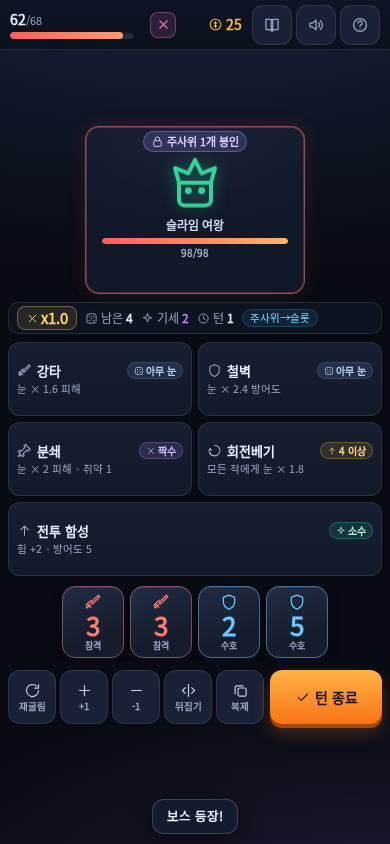 62/68
25
주사위 1개 봉인
슬라임 여왕
98/98
x1.0 남은 4 기세 2 턴 1 주사위→슬롯
강타 아무 눈
눈 × 1.6 피해
철벽 아무 눈
눈 × 2.4 방어도
분쇄 짝수
눈 × 2 피해 · 취약 1
회전베기 4 이상
모든 적에게 눈 × 1.8
전투 함성 소수
힘 +2 · 방어도 5
3 3 2 5
참격 참격 수호 수호
재굴림 +1 -1 뒤집기 복제
턴 종료
보스 등장!